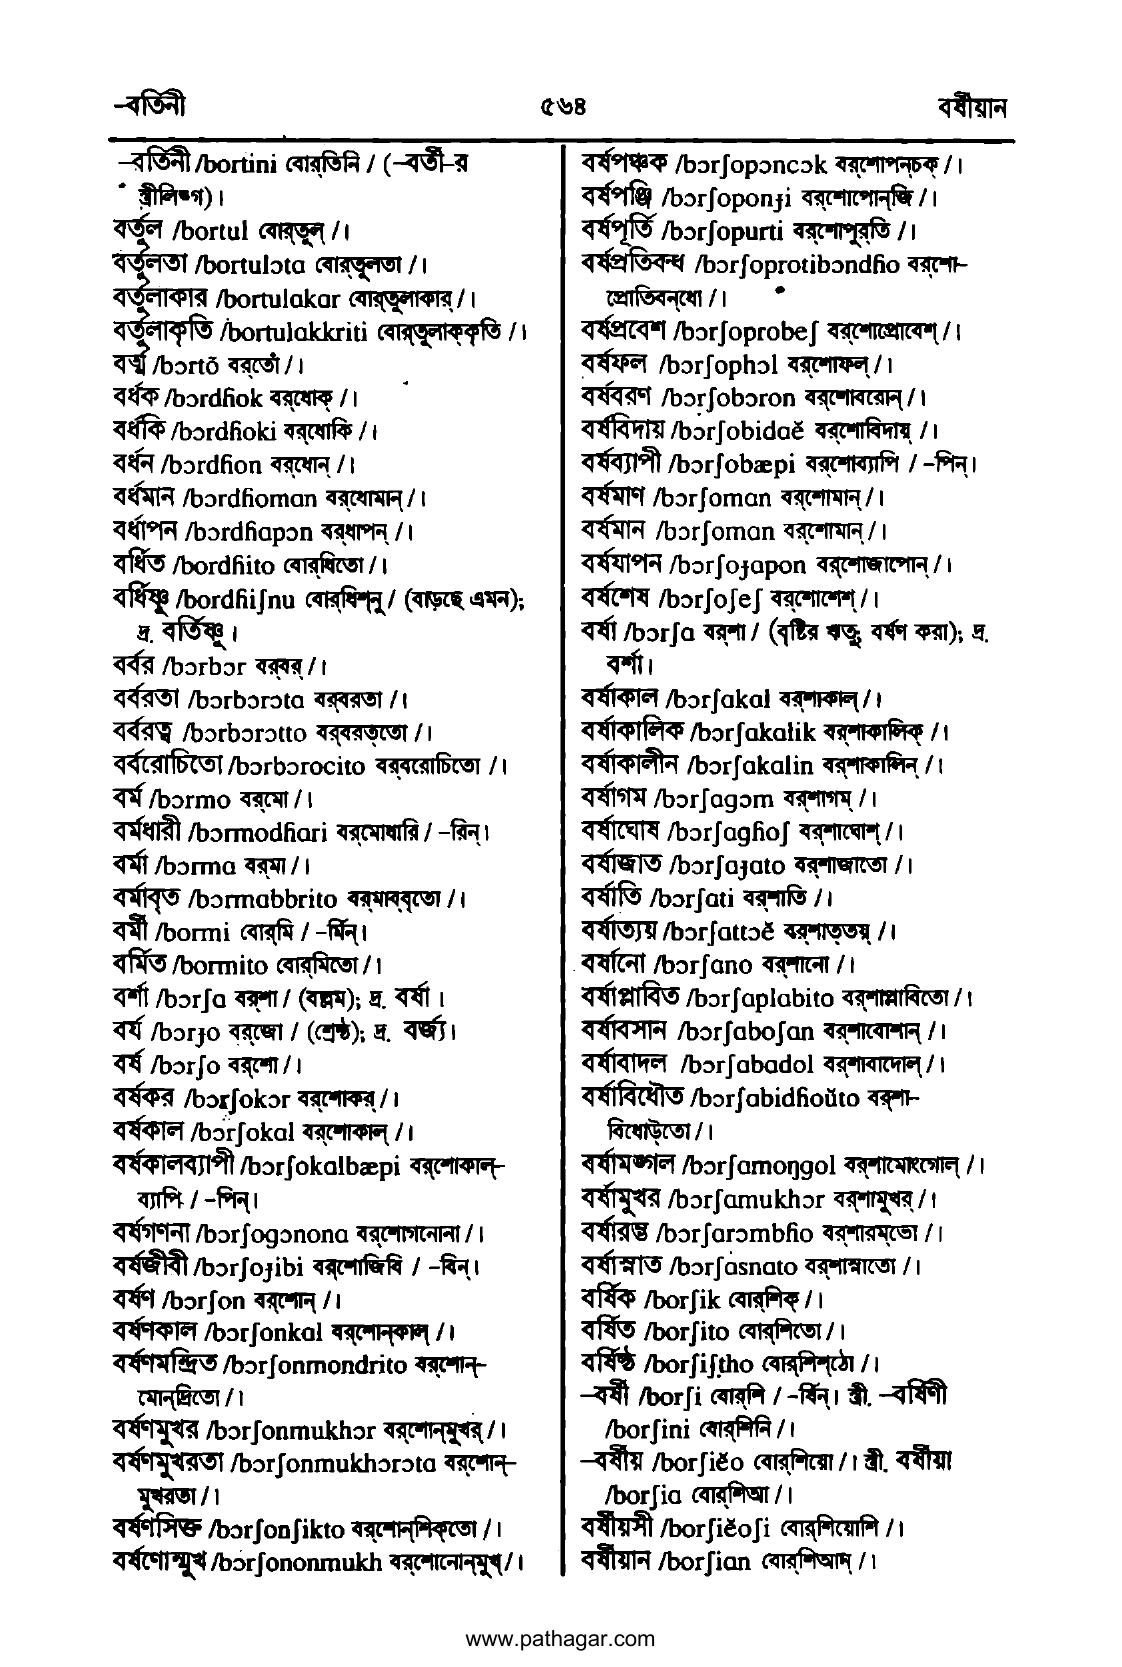 –বর্তিনী ৫৬৪ বর্ষীয়ান
–বর্তিনী /bortini বোর্‌তিনি / (–বর্তী–র
স্ত্রীলিঙ্গ)।
বর্তুল /bortul বোর্‌তুল্ /।
বর্তুলতা /bortulɔta বোর্‌তুলতা /।
বর্তুলাকার /bortulakar বোর্‌তুলাকার্ /।
বর্তুলাকৃতি /bortulakkriti বোর্‌তুলাক্‌কৃতি /।
বর্ত্ম /bɔrtõ বর্‌তোঁ /।
বর্ধক /bɔrdɦok বর্‌ধোক্ /।
বর্ধকি /bɔrdɦoki বর্‌ধোকি /।
বর্ধন /bɔrdɦon বর্‌ধোন্ /।
বর্ধমান /bɔrdɦoman বর্‌ধোমান্ /।
বর্ধাপন /bɔrdɦapɔn বর্‌ধাপন্ /।
বর্ধিত /bordɦito বোর্‌ধিতো /।
বর্ধিষ্ণু /bordɦiʃnu বোর্‌ধিশ্‌নু / (বাড়ছে এমন);
দ্র. বর্তিষ্ণু।
বর্বর /bɔrbɔr বর্‌বর্ /।
বর্বরতা /bɔrbɔrɔta বর্‌বরতা /।
বর্বরত্ব /bɔrbɔrɔtto বর্‌বরত্‌তো /।
বর্বরোচিতো /bɔrbɔrocito বর্‌বরোচিতো /।
বর্ম /bɔrmo বর্‌মো /।
বর্মধারী /bɔrmodɦari বর্‌মোধারি / –রিন্।
বর্মা /bɔrma বর্‌মা /।
বর্মাবৃত /bɔrmabbrito বর্‌মাব্‌বৃতো /।
বর্মী /bormi বোর্‌মি / –র্মিন্।
বর্মিত /bormito বোর্‌মিতো /।
বর্শা /bɔrʃa বর্‌শা / (বল্লম); দ্র. বর্ষা।
বর্য /bɔrɟo বর্‌জো / (শ্রেষ্ঠ); দ্র. বর্জ্য।
বর্ষ /bɔrʃo বর্‌শো /।
বর্ষকর /bɔrʃokɔr বর্‌শোকর্ /।
বর্ষকাল /bɔrʃokal বর্‌শোকাল্ /।
বর্ষকালব্যাপী /bɔrʃokalbæpi বর্‌শোকাল্–
ব্যাপি / –পিন্।
বর্ষগণনা /bɔrʃogɔnona বর্‌শোগনোনা /।
বর্ষজীবী /bɔrʃoɟibi বর্‌শোজিবি / –বিন্।
বর্ষণ /bɔrʃon বর্‌শোন্ /।
বর্ষণকাল /bɔrʃonkal বর্‌শোন্‌কাল্ /।
বর্ষণমন্দ্রিত /bɔrʃonmondrito বর্‌শোন্–
মোন্‌দ্রিতো /।
বর্ষণমুখর /bɔrʃonmukhɔr বর্‌শোন্‌মুখর্ /।
বর্ষণমুখরতা /bɔrʃonmukhɔrɔta বর্‌শোন্–
মুখরতা /।
বর্ষণসিক্ত /bɔrʃonʃikto বর্‌শোন্‌শিক্‌তো /।
বর্ষণোন্মুখ /bɔrʃononmukh বর্‌শোনোন্‌মুখ্ /।
বর্ষপঞ্চক /bɔrʃopɔncɔk বর্‌শোপন্‌চক্ /।
বর্ষপঞ্জি /bɔrʃoponɟi বর্‌শোপোন্‌জি /।
বর্ষপূর্তি /bɔrʃopurti বর্‌শোপুর্‌তি /।
বর্ষপ্রতিবন্ধ /bɔrʃoprotibɔndɦo বর্‌শো–
প্রোতিবন্‌ধো /।
বর্ষপ্রবেশ /bɔrʃoprobeʃ বর্‌শোপ্রোবেশ্ /।
বর্ষফল /bɔrʃophɔl বর্‌শোফল্ /।
বর্ষবরণ /bɔrʃobɔron বর্‌শোবরোন্ /।
বর্ষবিদায় /bɔrʃobidaĕ বর্‌শোবিদায়্ /।
বর্ষব্যাপী /bɔrʃobæpi বর্‌শোব্যাপি / –পিন্।
বর্ষমাণ /bɔrʃoman বর্‌শোমান্ /।
বর্ষমান /bɔrʃoman বর্‌শোমান্ /।
বর্ষযাপন /bɔrʃoɟapon বর্‌শোজাপোন্ /।
বর্ষশেষ /bɔrʃoʃeʃ বর্‌শোশেশ্ /।
বর্ষা /bɔrʃa বর্‌শা / (বৃষ্টির ঋতু, বর্ষণ করা); দ্র.
বর্শা।
বর্ষাকাল /bɔrʃakal বর্‌শাকাল্ /।
বর্ষাকালিক /bɔrʃakalik বর্‌শাকালিক্ /।
বর্ষাকালীন /bɔrʃakalin বর্‌শাকালিন্ /।
বর্ষাগম /bɔrʃagɔm বর্‌শাগম্ /।
বর্ষাঘোষ /bɔrʃagɦoʃ বর্‌শাঘোশ্ /।
বর্ষাজাত /bɔrʃaɟato বর্‌শাজাতো /।
বর্ষাতি /bɔrʃati বর্‌শাতি /।
বর্ষাত্যয় /bɔrʃattɔĕ বর্‌শাত্‌তয়্ /।
বর্ষানো /bɔrʃano বর্‌শানো /।
বর্ষাপ্লাবিত /bɔrʃaplabito বর্‌শাপ্লাবিতো /।
বর্ষাবসান /bɔrʃaboʃan বর্‌শাবোশান্ /।
বর্ষাবাদল /bɔrʃabadol বর্‌শাবাদোল্ /।
বর্ষাবিধৌত /bɔrʃabidɦoŭto বর্‌শা–
বিধোউ্‌তো /।
বর্ষামঙ্গল /bɔrʃamoŋgol বর্‌শামোংগোল্ /।
বর্ষামুখর /bɔrʃamukhɔr বর্‌শামুখর্ /।
বর্ষারম্ভ /bɔrʃarɔmbɦo বর্‌শারম্‌ভো /।
বর্ষাস্নাত /bɔrʃasnato বর্‌শাস্নাতো /।
বর্ষিক /borʃik বোর্‌শিক্ /।
বর্ষিত /borʃito বোর্‌শিতো /।
বর্ষিষ্ঠ /borʃiʃʈho বোর্‌শিশ্‌ঠো /।
–বর্ষী /borʃi বোর্‌শি / –র্ষিন্। স্ত্রী. –বর্ষিণী
/borʃini বোর্‌শিনি /।
–বর্ষীয় /borʃiĕo বোর্‌শিয়ো /। স্ত্রী. বর্ষীয়া
/borʃia বোর্‌শিআ /।
বর্ষীয়সী /borʃiĕoʃi বোর্‌শিয়োশি /।
বর্ষীয়ান /borʃian বোর্‌শিআন্ /।
www.pathagar.com